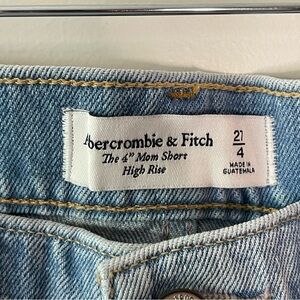 Abercrombie & Fitch
The 4" Mom Short
High Rise
27
4
MADE IN
GUATEMALA